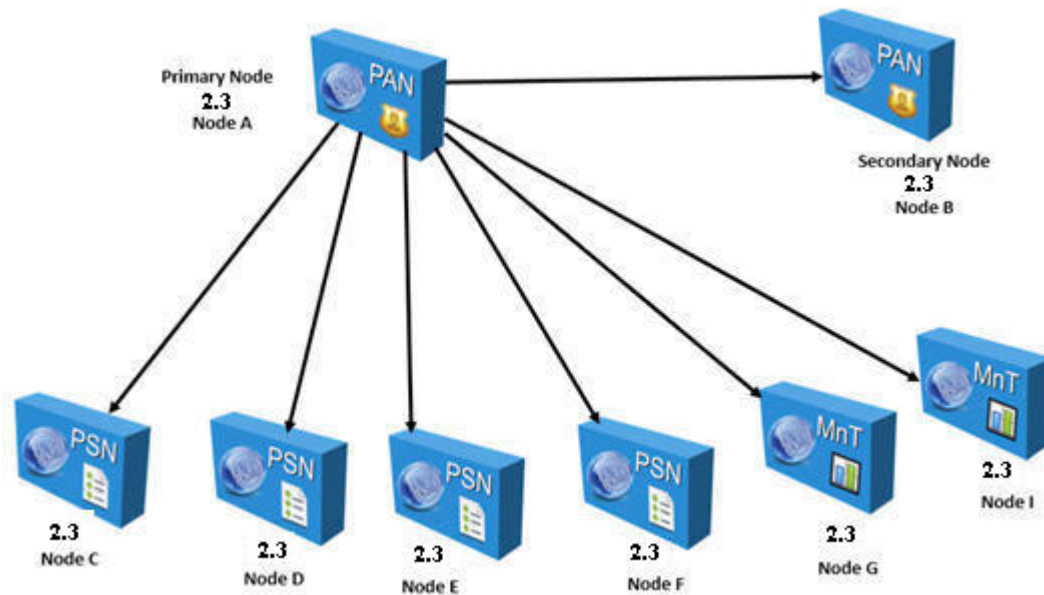 PAN
Primary Node
2.3
Node A
PAN
Secondary Node
2.3
Node B
PSN
2.3
Node C
PSN
2.3
Node D
PSN
2.3
Node E
PSN
2.3
Node F
MnT
2.3
Node G
MnT
2.3
Node I